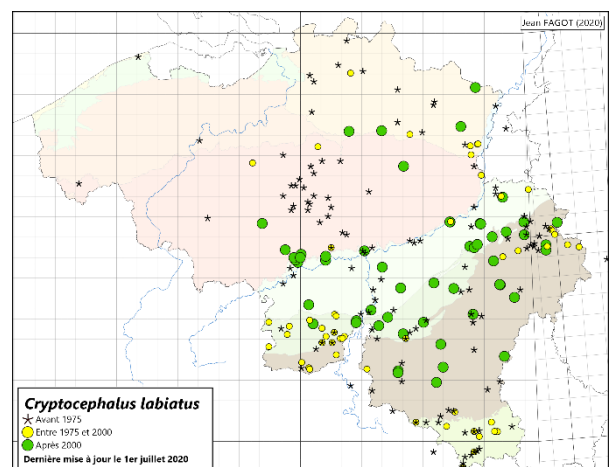 Jean FAGOT (2020)
Cryptocephalus labiatus
Avant 1975
Entre 1975 et 2000
Après 2000
Dernière mise à jour le 1er juillet 2020